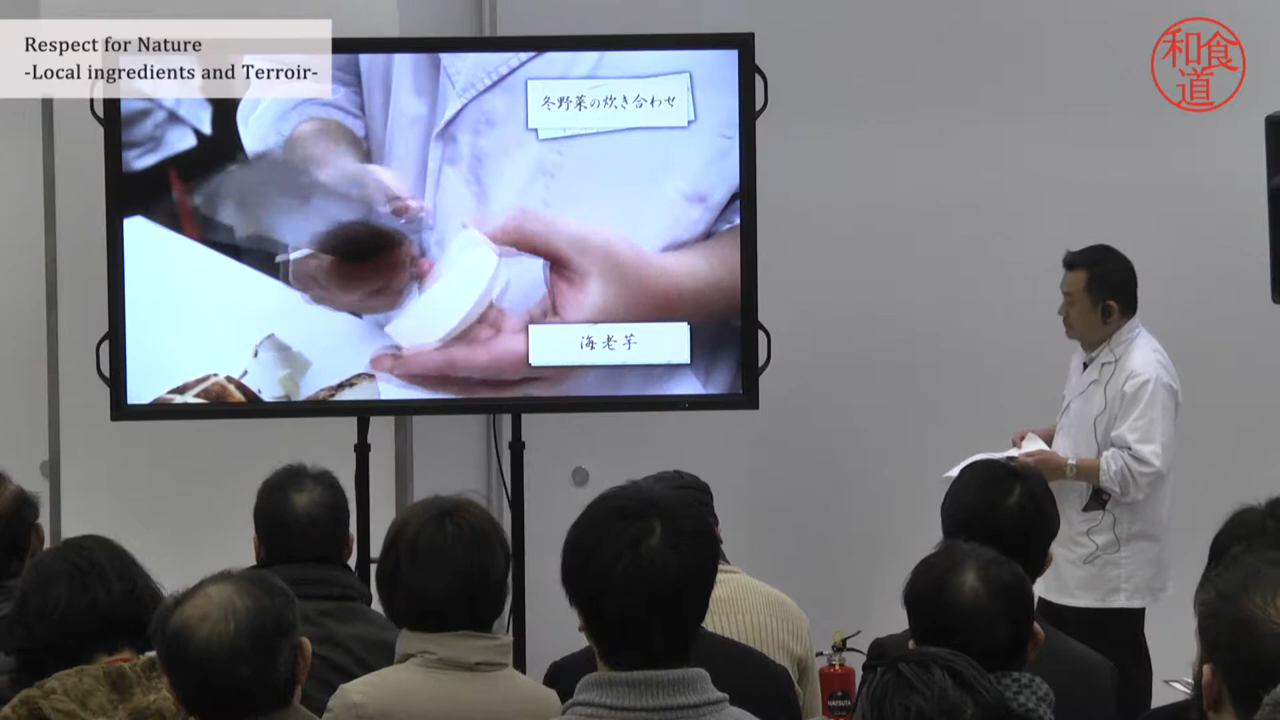 Respect for Nature
-Local ingredients and Terroir-
和食道
冬野菜の炊き合わせ
海老芋
HATSUTA